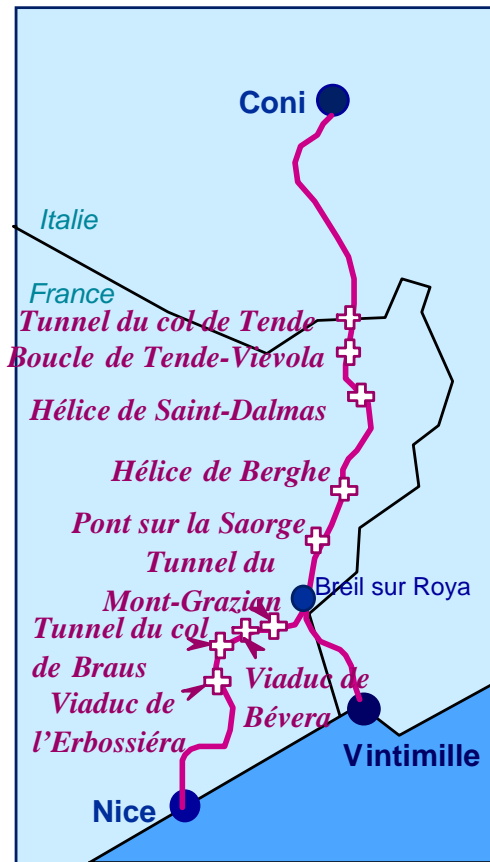 Coni
Italie
France
Tunnel du col de Tende
Boucle de Tende-Viévola
Hélice de Saint-Dalmas
Hélice de Berghe
Pont sur la Saorge
Tunnel du
Mont-Grazian
Breil sur Roya
Tunnel du col
de Braus
Viaduc de
Bévera
Viaduc de
l'Erbossiéra
Vintimille
Nice